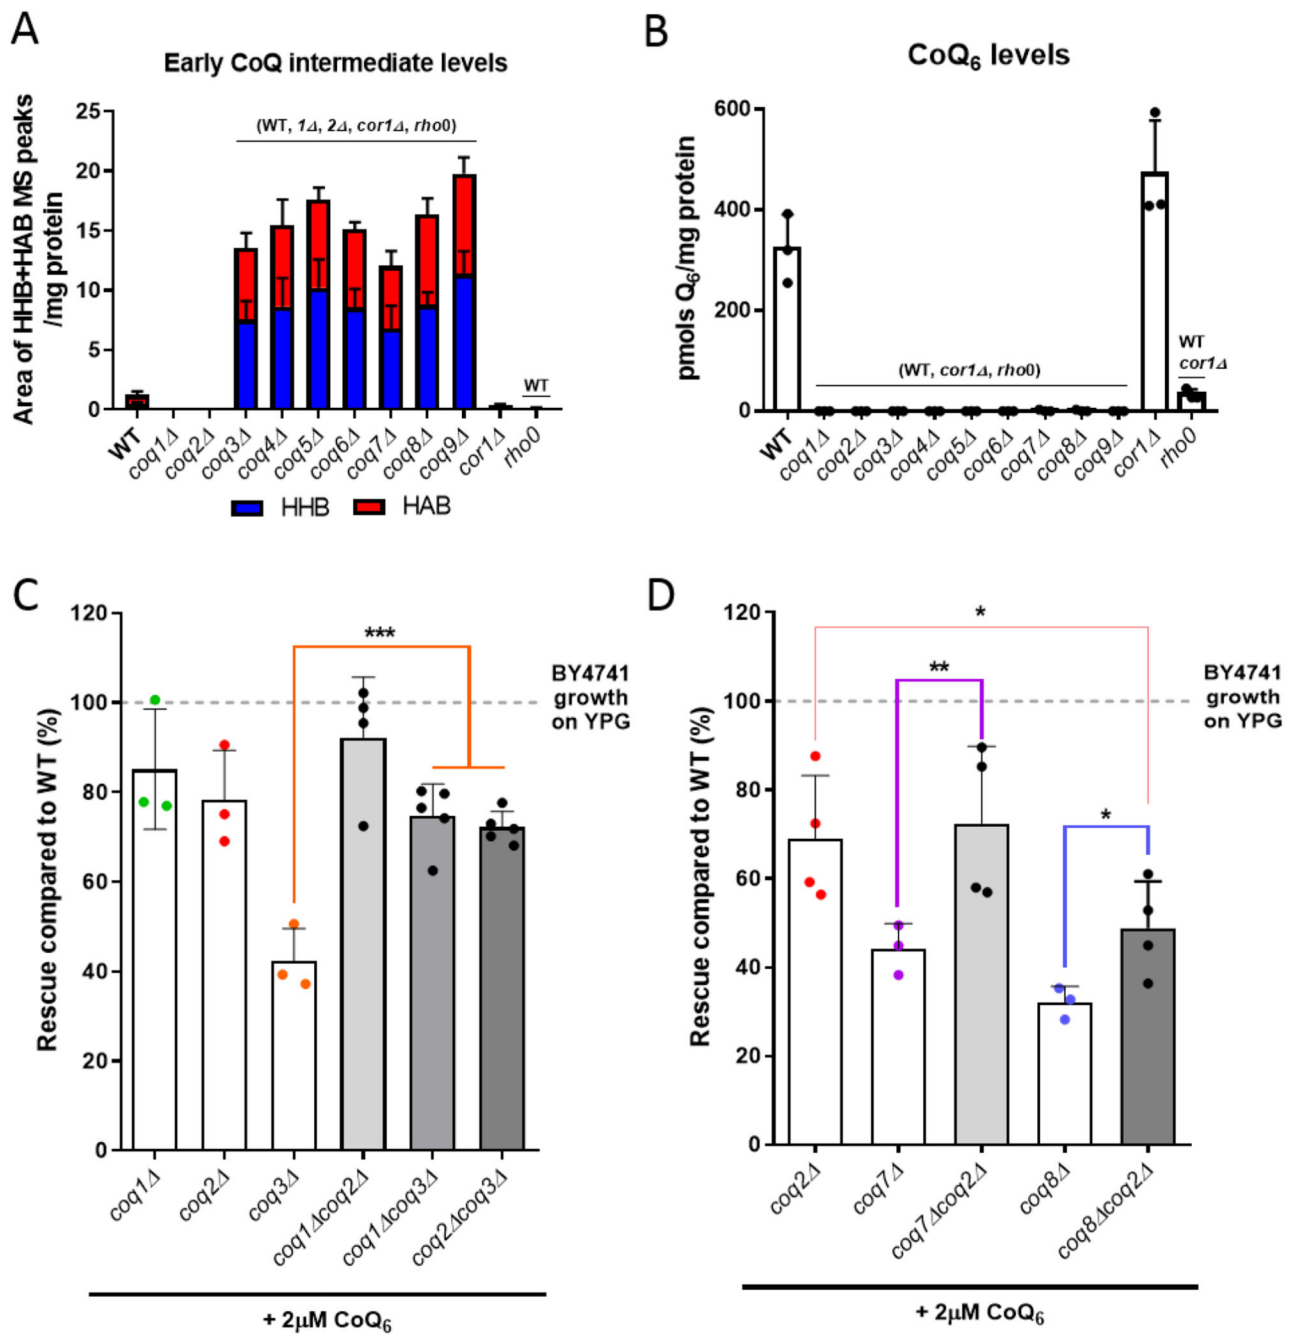 A
Early CoQ intermediate levels
Area of HHB+HAB MS peaks
/mg protein
25
20
15
10
5
0
(WT, 1Δ, 2Δ, cor1Δ, rho0)
WT
WT
coq1Δ
coq2Δ
coq3Δ
coq4Δ
coq5Δ
coq6Δ
coq7Δ
coq8Δ
coq9Δ
cor1Δ
rho0
HHB
HAB
B
CoQ₆ levels
pmols Q₆/mg protein
600
400
200
0
(WT, cor1Δ, rho0)
WT
cor1Δ
WT
coq1Δ
coq2Δ
coq3Δ
coq4Δ
coq5Δ
coq6Δ
coq7Δ
coq8Δ
coq9Δ
cor1Δ
rho0
C
Rescue compared to WT (%)
120
100
80
60
40
20
0
***
BY4741
growth
on YPG
coq1Δ
coq2Δ
coq3Δ
coq1Δcoq2Δ
coq1Δcoq3Δ
coq2Δcoq3Δ
+ 2μM CoQ₆
D
Rescue compared to WT (%)
120
100
80
60
40
20
0
*
**
*
BY4741
growth
on YPG
coq2Δ
coq7Δ
coq7Δcoq2Δ
coq8Δ
coq8Δcoq2Δ
+ 2μM CoQ₆